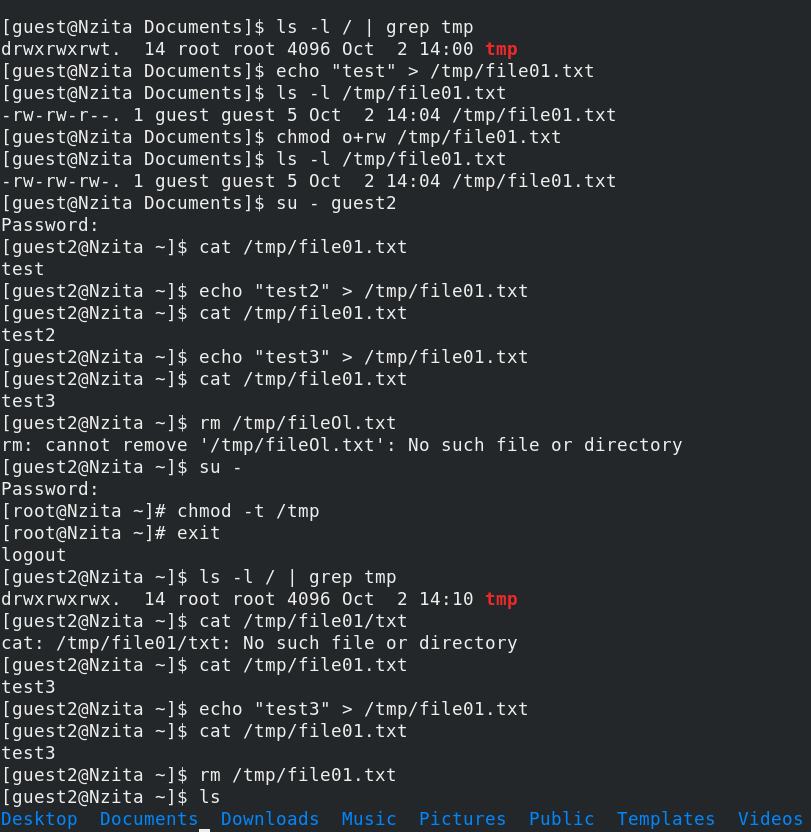 [guest@Nzita Documents]$ ls -l / | grep tmp
drwxrwxrwt.  14 root root 4096 Oct  2 14:00 tmp
[guest@Nzita Documents]$ echo "test" > /tmp/file01.txt
[guest@Nzita Documents]$ ls -l /tmp/file01.txt
-rw-rw-r--. 1 guest guest 5 Oct  2 14:04 /tmp/file01.txt
[guest@Nzita Documents]$ chmod o+rw /tmp/file01.txt
[guest@Nzita Documents]$ ls -l /tmp/file01.txt
-rw-rw-rw-. 1 guest guest 5 Oct  2 14:04 /tmp/file01.txt
[guest@Nzita Documents]$ su - guest2
Password:
[guest2@Nzita ~]$ cat /tmp/file01.txt
test
[guest2@Nzita ~]$ echo "test2" > /tmp/file01.txt
[guest2@Nzita ~]$ cat /tmp/file01.txt
test2
[guest2@Nzita ~]$ echo "test3" > /tmp/file01.txt
[guest2@Nzita ~]$ cat /tmp/file01.txt
test3
[guest2@Nzita ~]$ rm /tmp/fileOl.txt
rm: cannot remove '/tmp/fileOl.txt': No such file or directory
[guest2@Nzita ~]$ su -
Password:
[root@Nzita ~]# chmod -t /tmp
[root@Nzita ~]# exit
logout
[guest2@Nzita ~]$ ls -l / | grep tmp
drwxrwxrwx.  14 root root 4096 Oct  2 14:10 tmp
[guest2@Nzita ~]$ cat /tmp/file01/txt
cat: /tmp/file01/txt: No such file or directory
[guest2@Nzita ~]$ cat /tmp/file01.txt
test3
[guest2@Nzita ~]$ echo "test3" > /tmp/file01.txt
[guest2@Nzita ~]$ cat /tmp/file01.txt
test3
[guest2@Nzita ~]$ rm /tmp/file01.txt
[guest2@Nzita ~]$ ls
Desktop  Documents  Downloads  Music  Pictures  Public  Templates  Videos